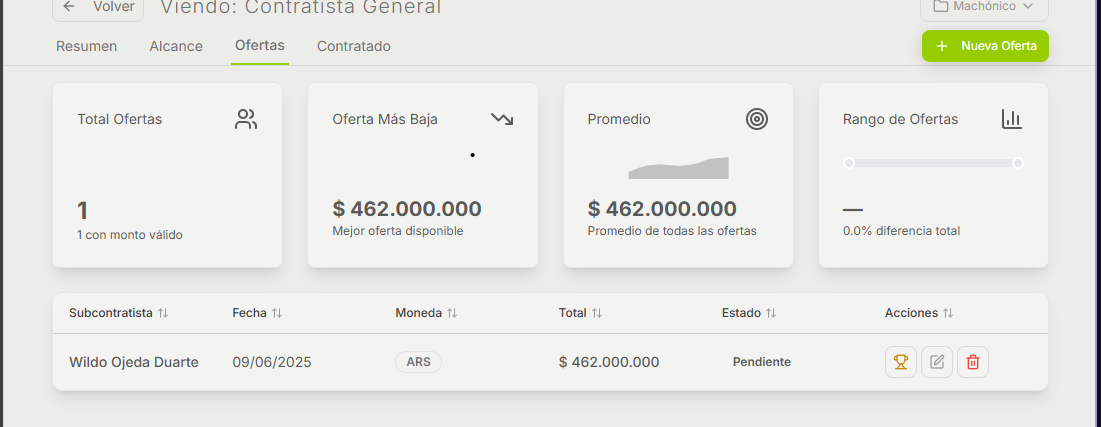 Volver
Viendo: Contratista General
Machónico
Resumen
Alcance
Ofertas
Contratado
Nueva Oferta
Total Ofertas
1
1 con monto válido
Oferta Más Baja
$ 462.000.000
Mejor oferta disponible
Promedio
$ 462.000.000
Promedio de todas las ofertas
Rango de Ofertas
—
0.0% diferencia total
Subcontratista Fecha Moneda Total Estado Acciones
Wildo Ojeda Duarte 09/06/2025 ARS $ 462.000.000 Pendiente